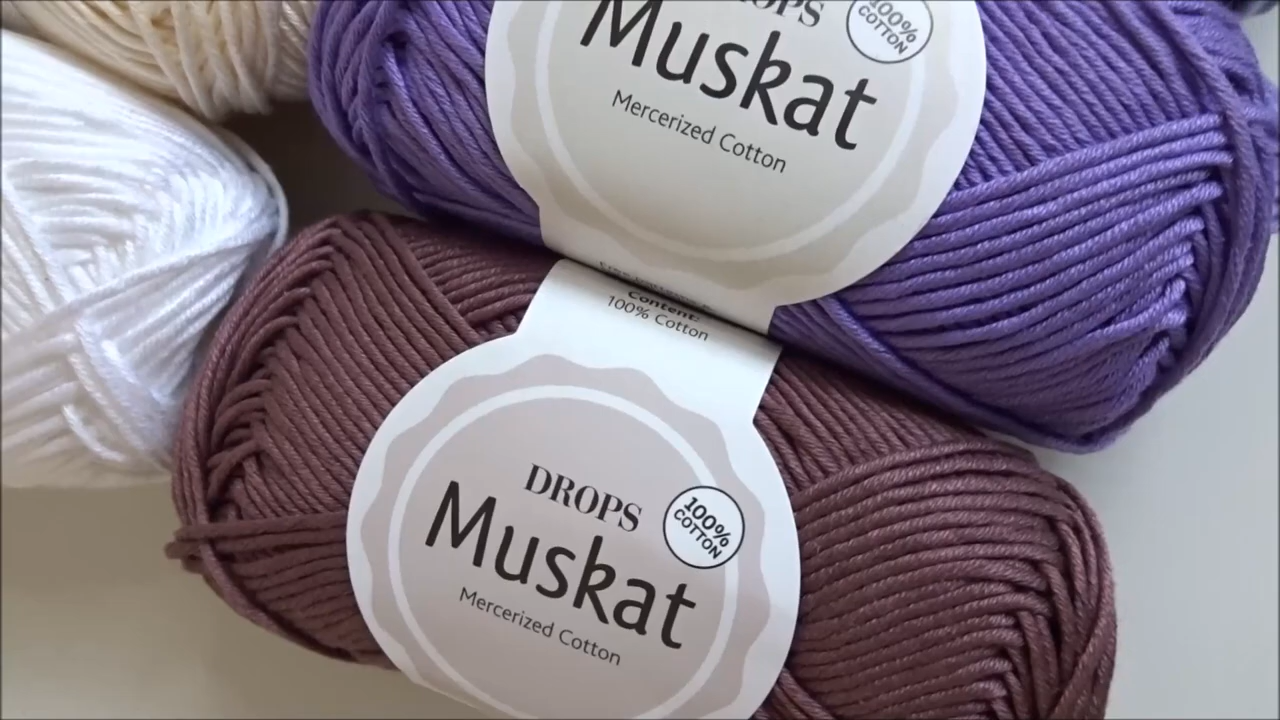 DROPS
100%
COTTON
Muskat
Mercerized Cotton
Content:
100% Cotton
DROPS
100%
COTTON
Muskat
Mercerized Cotton